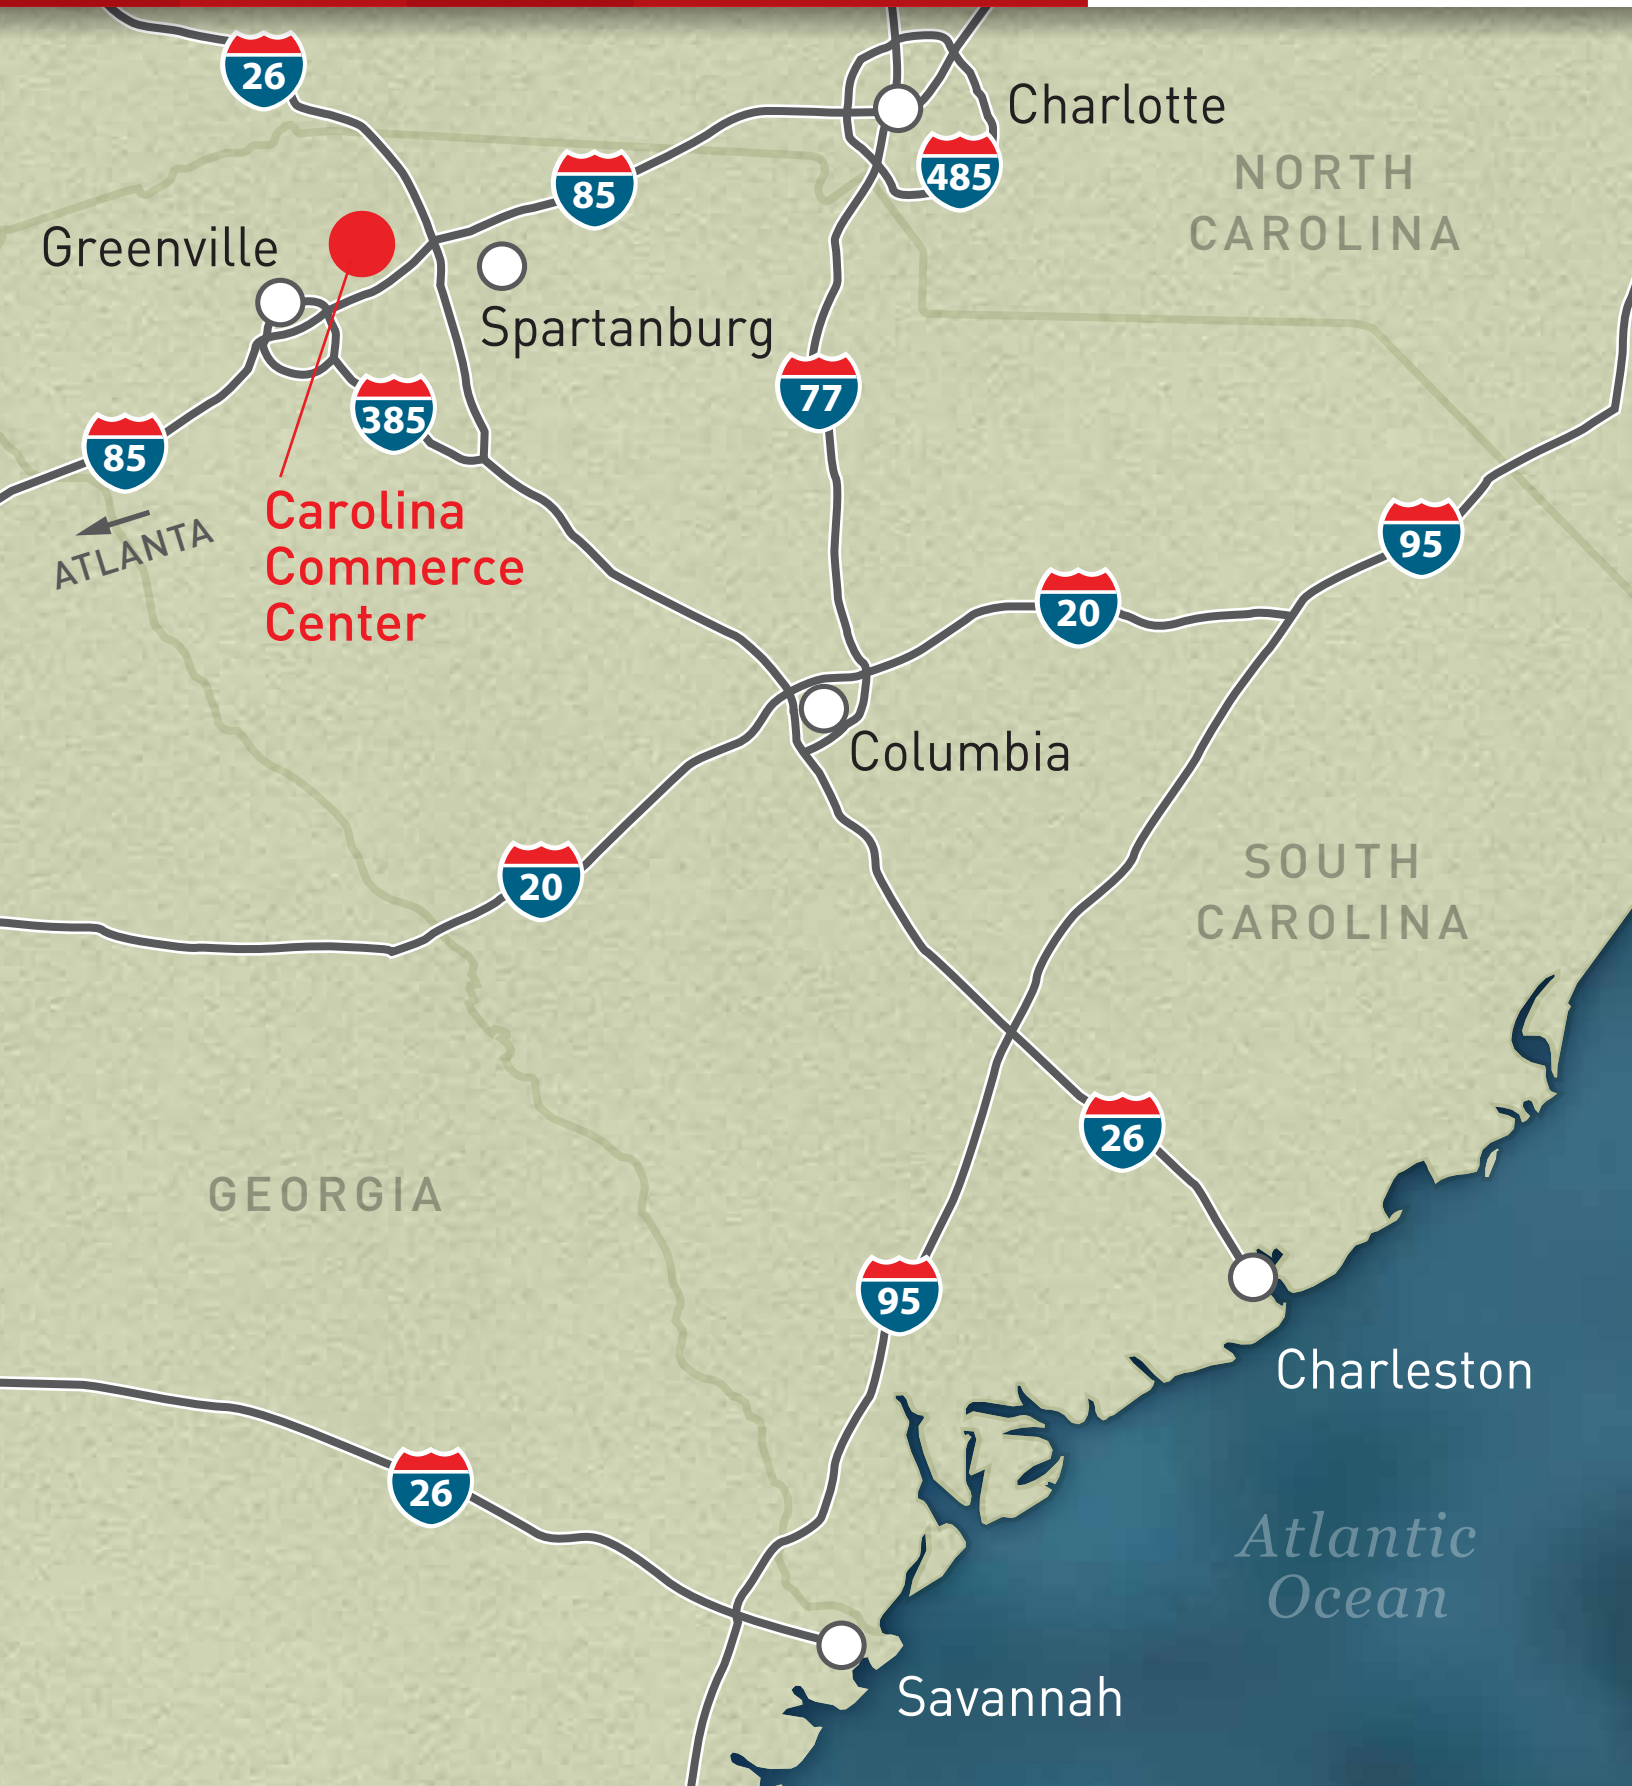 26
Charlotte
85
485
NORTH
CAROLINA
Greenville
Spartanburg
77
385
85
Carolina
Commerce
Center
ATLANTA
95
20
Columbia
20
SOUTH
CAROLINA
26
GEORGIA
95
Charleston
26
Atlantic
Ocean
Savannah